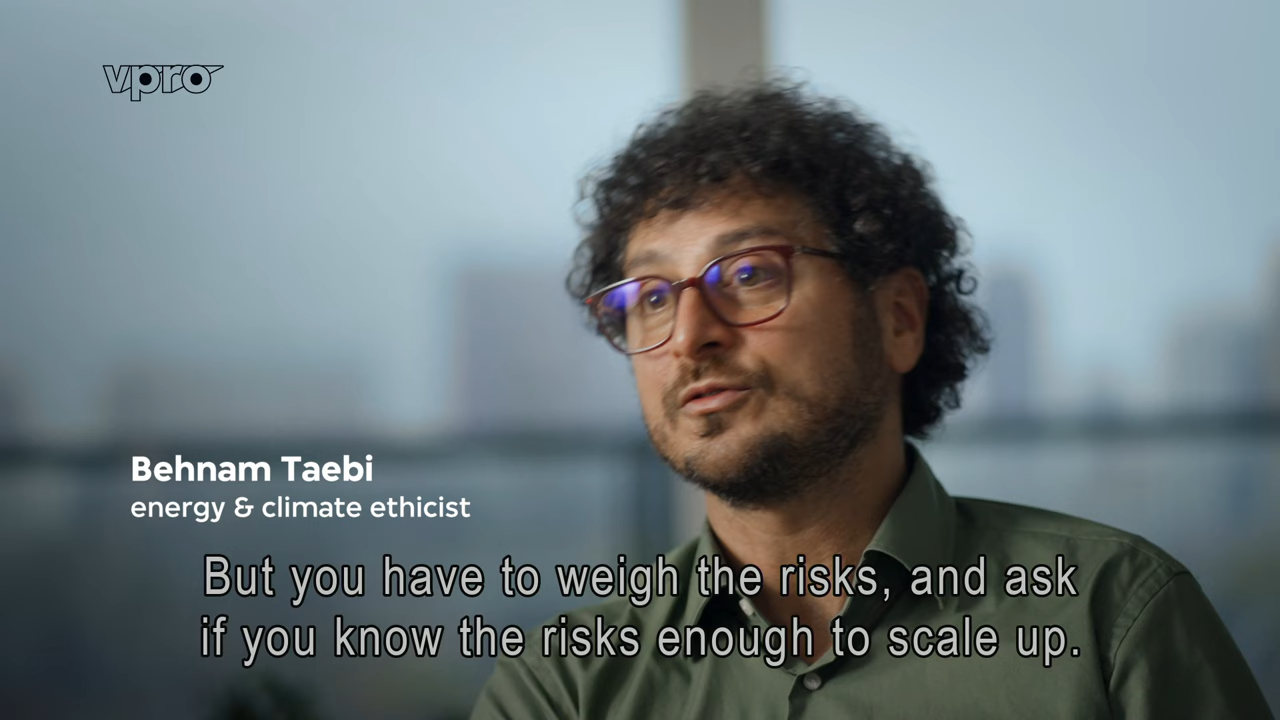 vpro
Behnam Taebi
energy & climate ethicist
But you have to weigh the risks, and ask
if you know the risks enough to scale up.